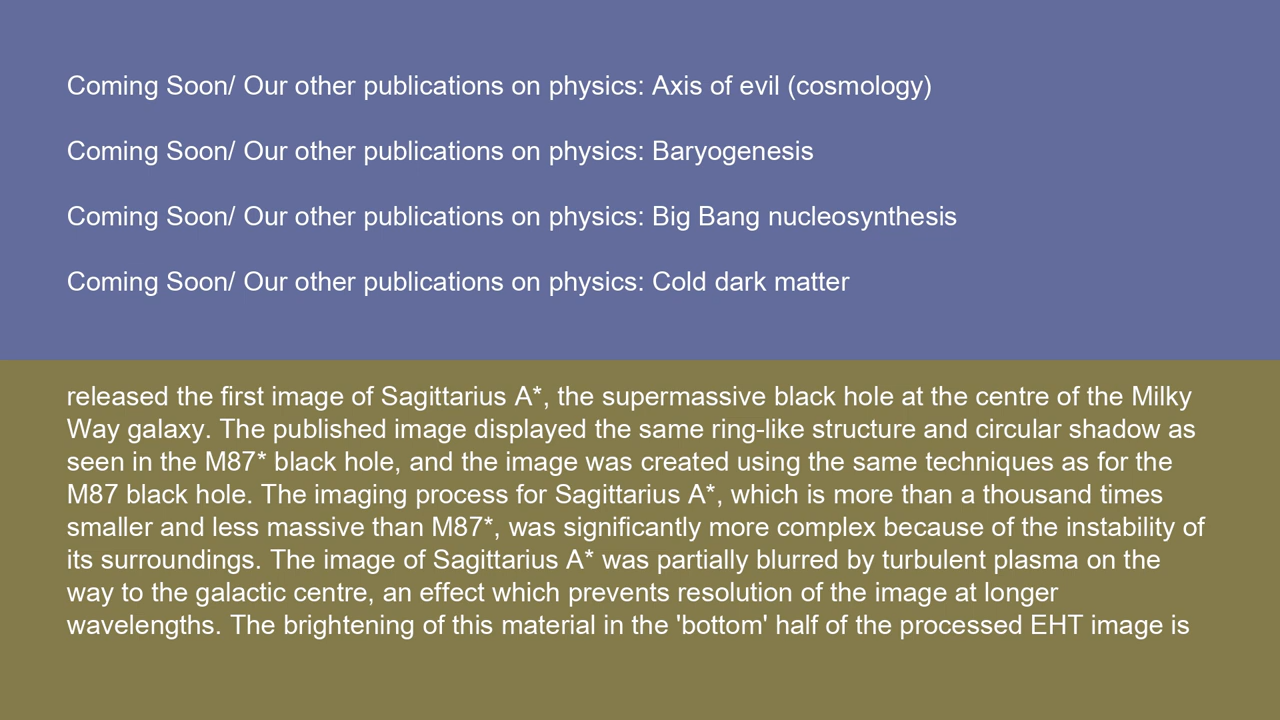 Coming Soon/ Our other publications on physics: Axis of evil (cosmology)
Coming Soon/ Our other publications on physics: Baryogenesis
Coming Soon/ Our other publications on physics: Big Bang nucleosynthesis
Coming Soon/ Our other publications on physics: Cold dark matter
released the first image of Sagittarius A*, the supermassive black hole at the centre of the Milky
Way galaxy. The published image displayed the same ring-like structure and circular shadow as
seen in the M87* black hole, and the image was created using the same techniques as for the
M87 black hole. The imaging process for Sagittarius A*, which is more than a thousand times
smaller and less massive than M87*, was significantly more complex because of the instability of
its surroundings. The image of Sagittarius A* was partially blurred by turbulent plasma on the
way to the galactic centre, an effect which prevents resolution of the image at longer
wavelengths. The brightening of this material in the 'bottom' half of the processed EHT image is